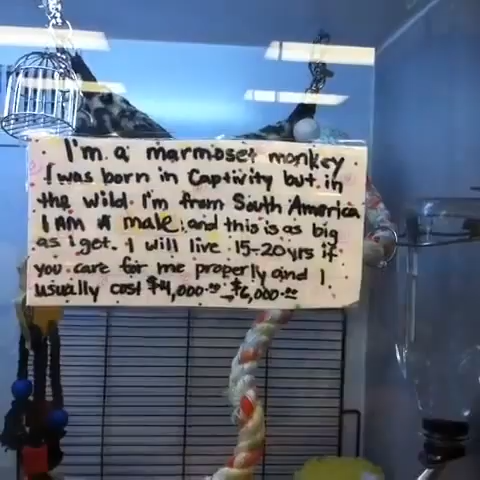 I'm a marmoset monkey
I was born in Captivity but in
the wild I'm from South America
I AM A male, and this is as big
as i get. I will live 15-20yrs if
you care for me properly and I
usually cost $4,000.00 - $6,000.00